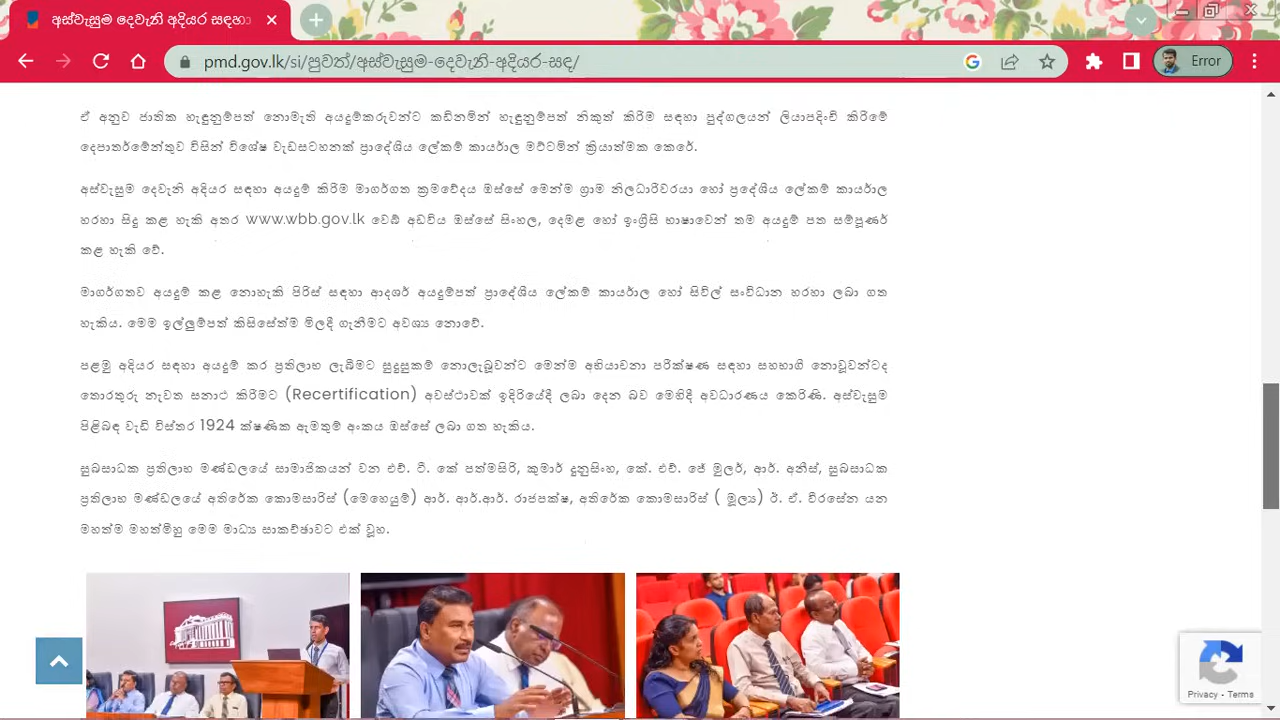 අස්වැසුම දෙවැනි අදියර සඳහා
pmd.gov.lk/si/පුවත්/අස්වැසුම-දෙවැනි-අදියර-සඳ/
Error
ඒ අනුව ජාතික හැඳුනුම්පත් නොමැති අයදුම්කරුවන්ට කඩිනමින් හැඳුනුම්පත් නිකුත් කිරීම සඳහා පුද්ගලයන් ලියාපදිංචි කිරීමේ
දෙපාතර්මේන්තුව විසින් විශේෂ වැඩසටහනක් ප්‍රාදේශීය ලේකම් කාර්යාල මට්ටමින් ක්‍රියාත්මක කෙරේ.
අස්වැසුම දෙවැනි අදියර සඳහා අයදුම් කිරීම මාර්ගගත ක්‍රමවේදය ඔස්සේ මෙන්ම ග්‍රාම නිලධාරිවරයා හෝ ප්‍රදේශීය ලේකම් කාර්යාල
හරහා සිදු කළ හැකි අතර www.wbb.gov.lk වෙබ් අඩවිය ඔස්සේ සිංහල, දෙමළ හෝ ඉංග්‍රීසි භාෂාවෙන් තම අයදුම් පත සම්පූර්ණ
කළ හැකි වේ.
මාර්ගගතව අයදුම් කළ නොහැකි පිරිස් සඳහා ආදර්ශ අයදුම්පත් ප්‍රාදේශීය ලේකම් කාර්යාල හෝ සිවිල් සංවිධාන හරහා ලබා ගත
හැකිය. මෙම ඉල්ලුම්පත් කිසිසේත්ම මිලදී ගැනීමට අවශ්‍ය නොවේ.
පළමු අදියර සඳහා අයදුම් කර ප්‍රතිලාභ ලැබීමට සුදුසුකම් නොලැබූවන්ට මෙන්ම අභියාචනා පරීක්ෂණ සඳහා සහභාගී නොවූවන්ටද
තොරතුරු නැවත සනාථ කිරීමට (Recertification) අවස්ථාවක් ඉදිරියේදී ලබා දෙන බව මෙහිදී අවධාරණය කෙරිණි. අස්වැසුම
පිළිබඳ වැඩි විස්තර 1924 ක්ෂණික ඇමතුම් අංකය ඔස්සේ ලබා ගත හැකිය.
සුබසාධක ප්‍රතිලාභ මණ්ඩලයේ සාමාජිකයන් වන එච්. ටී. කේ පත්මසිරි, කුමාර් දුනුසිංහ, කේ. එච්. ජේ මුලර්, ආර්. අනීස්, සුබසාධක
ප්‍රතිලාභ මණ්ඩලයේ අතිරේක කොමසාරිස් (මෙහෙයුම්) ආර්. ආර්.ආර්. රාජපක්ෂ, අතිරේක කොමසාරිස් ( මූල්‍ය) ඊ. ඒ. වීරසේන යන
මහත්ම මහත්මීහු මෙම මාධ්‍ය සාකච්ඡාවට එක් වූහ.
Privacy - Terms